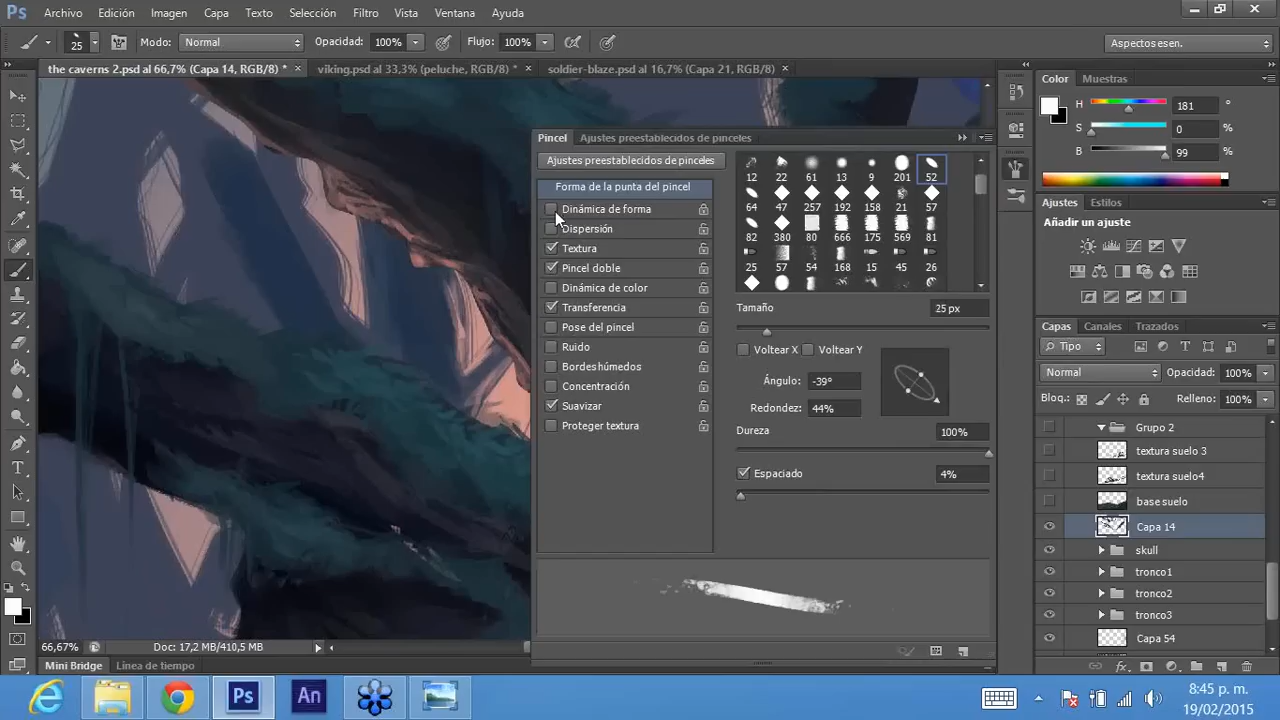 Ps Archivo Edición Imagen Capa Texto Selección Filtro Vista Ventana Ayuda
25 Modo: Normal Opacidad: 100% Flujo: 100% Aspectos esen.
the caverns 2.psd al 66,7% (Capa 14, RGB/8) * × viking.psd al 33,3% (peluche, RGB/8) * × soldier-blaze.psd al 16,7% (Capa 21, RGB/8) ×
Color Muestras
H 181 °
S 0 %
B 99 %
Ajustes Estilos
Añadir un ajuste
Capas Canales Trazados
Tipo
Normal Opacidad: 100%
Bloq.: Relleno: 100%
Grupo 2
textura suelo 3
textura suelo4
base suelo
Capa 14
skull
tronco1
tronco2
tronco3
Capa 54
Pincel Ajustes preestablecidos de pinceles
Ajustes preestablecidos de pinceles
Forma de la punta del pincel
Dinámica de forma
Dispersión
Textura
Pincel doble
Dinámica de color
Transferencia
Pose del pincel
Ruido
Bordes húmedos
Concentración
Suavizar
Proteger textura
12 22 61 13 9 201 52
64 47 257 192 158 21 57
82 380 80 666 175 569 81
25 57 54 168 15 45 26
Tamaño 25 px
Voltear X Voltear Y
Ángulo: -39°
Redondez: 44%
Dureza 100%
Espaciado 4%
66,67% Doc: 17,2 MB/410,5 MB
Mini Bridge Línea de tiempo
Ps An
8:45 p. m.
19/02/2015